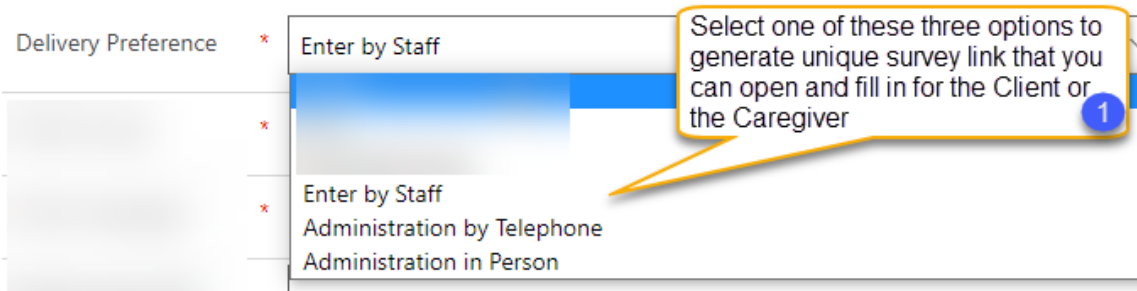 Delivery Preference *
Enter by Staff
Select one of these three options to
generate unique survey link that you
can open and fill in for the Client or
the Caregiver
1
*
*
Enter by Staff
Administration by Telephone
Administration in Person